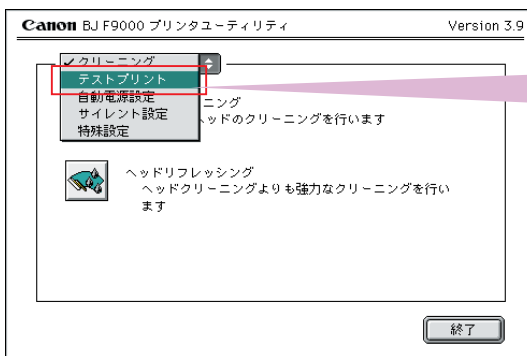 Canon BJ F9000 プリンタユーティリティ Version 3.9
✓クリーニング
テストプリント
自動電源設定
サイレント設定
特殊設定
ニング
ヘッドのクリーニングを行います
ヘッドリフレッシング
ヘッドクリーニングよりも強力なクリーニングを行い
ます
終了